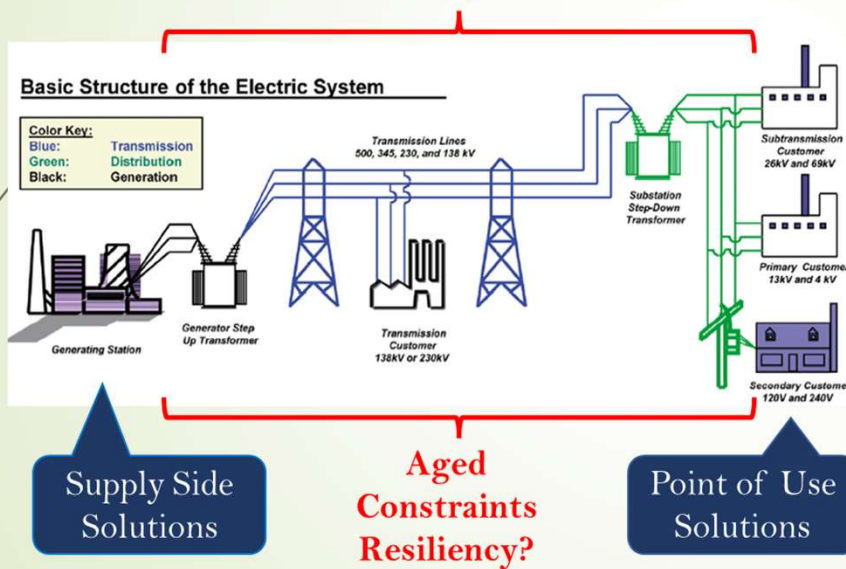 Basic Structure of the Electric System
Color Key:
Blue: Transmission
Green: Distribution
Black: Generation
Transmission Lines
500, 345, 230, and 138 kV
Substation
Step-Down
Transformer
Subtransmission
Customer
26kV and 69kV
Primary Customer
13kV and 4 kV
Generating Station
Generator Step
Up Transformer
Transmission
Customer
138kV or 230kV
Secondary Customer
120V and 240V
Supply Side
Solutions
Aged
Constraints
Resiliency?
Point of Use
Solutions